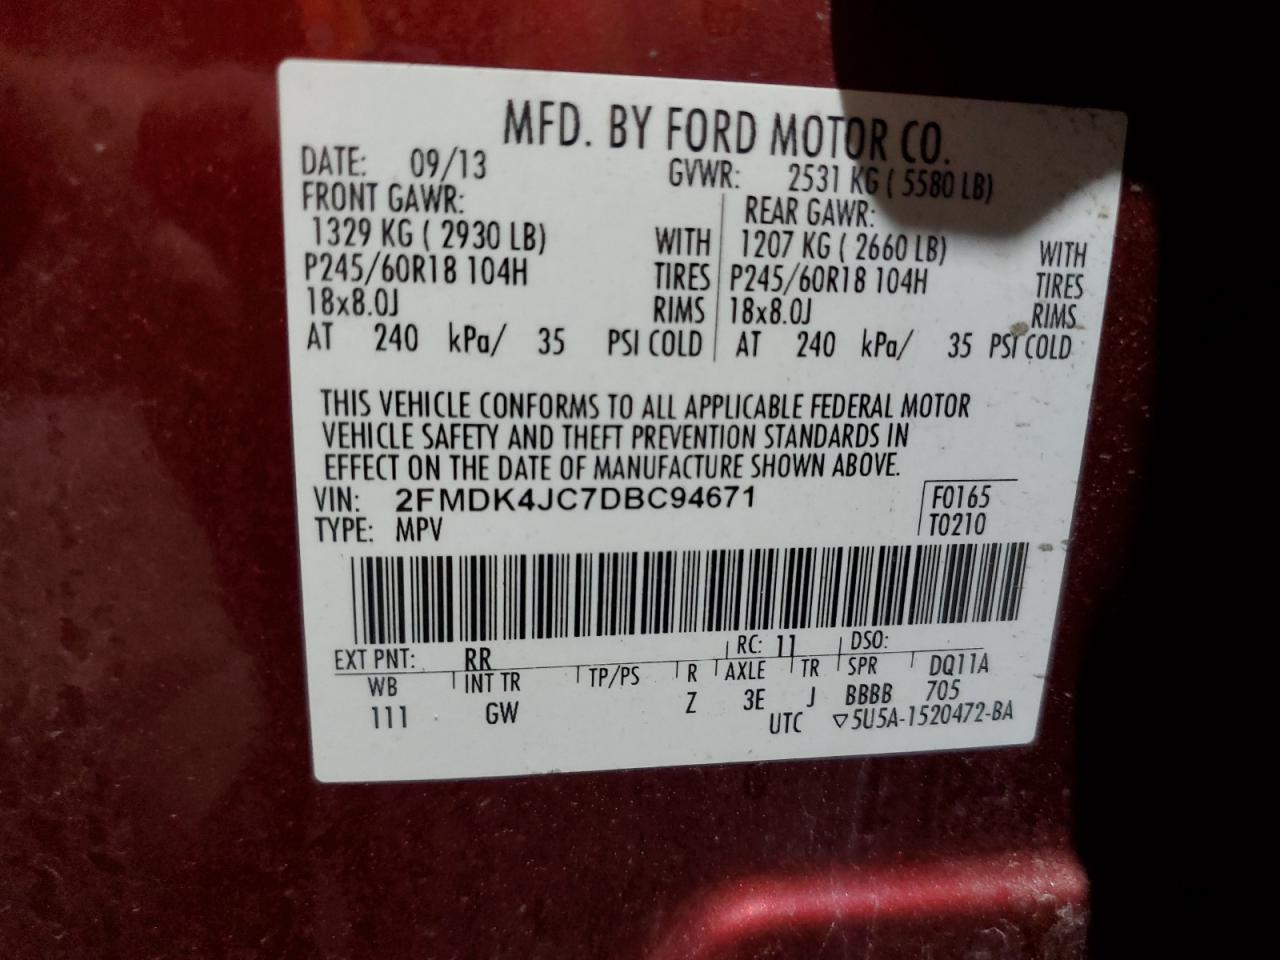 MFD. BY FORD MOTOR CO.
DATE: 09/13 GVWR: 2531 KG ( 5580 LB)
FRONT GAWR: REAR GAWR:
1329 KG ( 2930 LB) WITH 1207 KG ( 2660 LB) WITH
P245/60R18 104H TIRES P245/60R18 104H TIRES
18x8.0J RIMS 18x8.0J RIMS
AT 240 kPa/ 35 PSI COLD AT 240 kPa/ 35 PSI COLD
THIS VEHICLE CONFORMS TO ALL APPLICABLE FEDERAL MOTOR
VEHICLE SAFETY AND THEFT PREVENTION STANDARDS IN
EFFECT ON THE DATE OF MANUFACTURE SHOWN ABOVE.
VIN: 2FMDK4JC7DBC94671 F0165
TYPE: MPV T0210
EXT PNT: RR RC: 11 DSO:
WB INT TR TP/PS R AXLE TR SPR DQ11A
111 GW Z 3E J BBBB 705
UTC ▽5U5A-1520472-BA